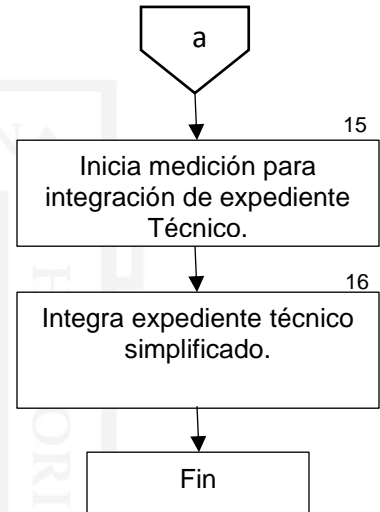 a
15
Inicia medición para
integración de expediente
Técnico.
16
Integra expediente técnico
simplificado.
Fin